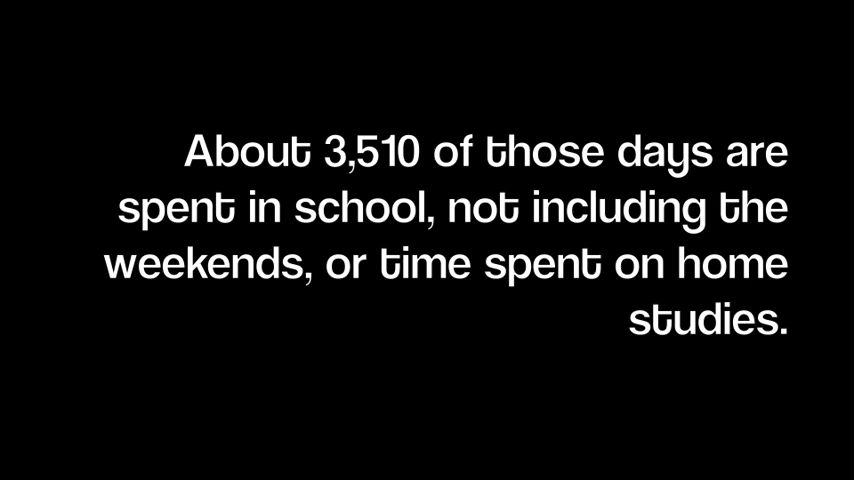 About 3,510 of those days are
spent in school, not including the
weekends, or time spent on home
studies.